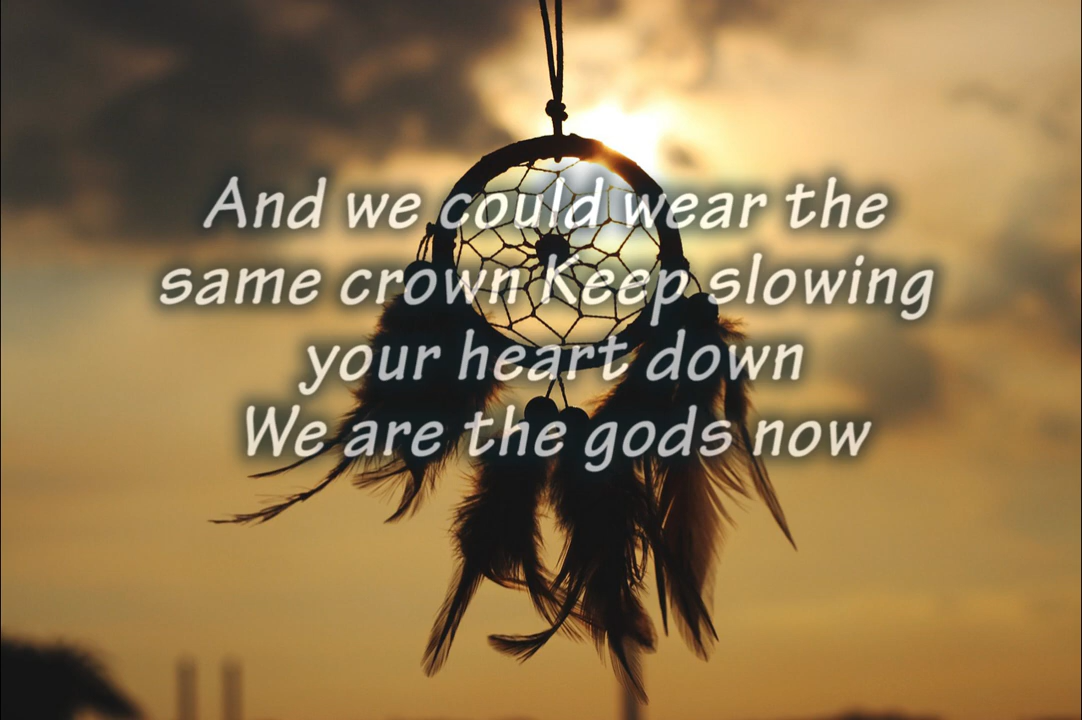 And we could wear the
same crown Keep slowing
your heart down
We are the gods now